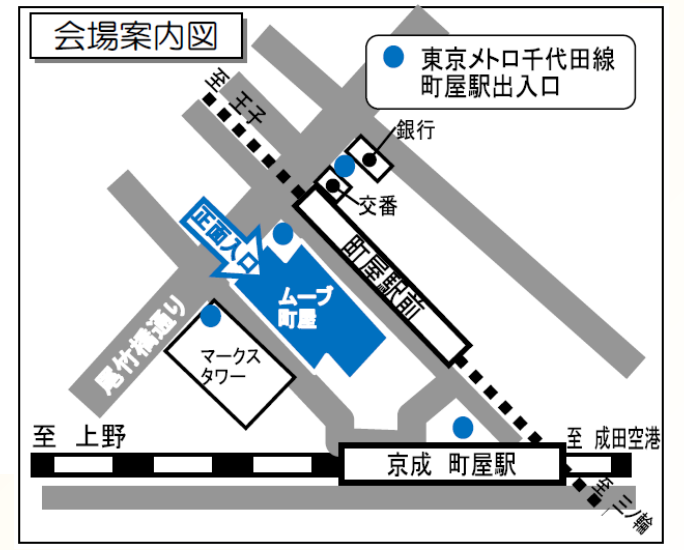 会場案内図
東京メトロ千代田線
町屋駅出入口
至 王子
銀行
交番
正面入口
町屋駅前
ムーブ
町屋
尾竹橋通り
マークス
タワー
至 上野
至 成田空港
京成 町屋駅
至 三ノ輪